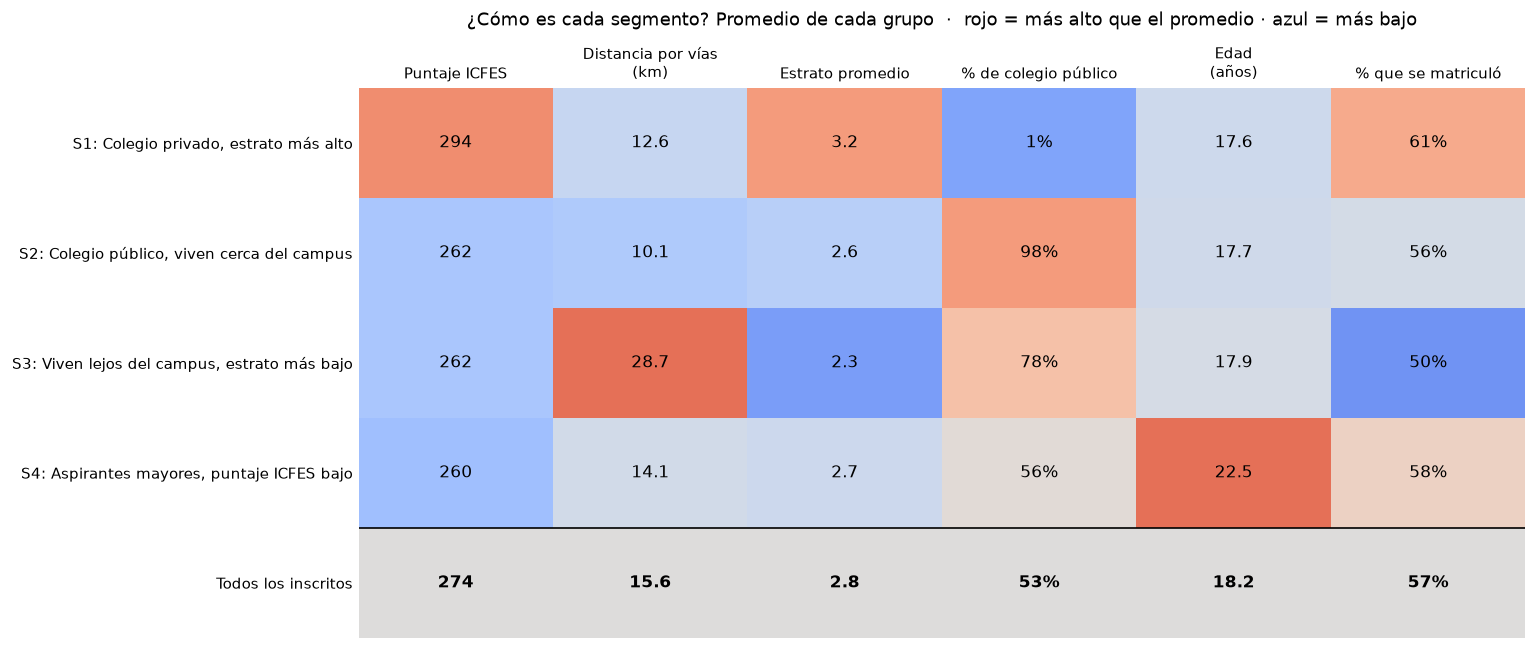 ¿Cómo es cada segmento? Promedio de cada grupo · rojo = más alto que el promedio · azul = más bajo
Puntaje ICFES
Distancia por vías
(km)
Estrato promedio
% de colegio público
Edad
(años)
% que se matriculó
S1: Colegio privado, estrato más alto
294
12.6
3.2
1%
17.6
61%
S2: Colegio público, viven cerca del campus
262
10.1
2.6
98%
17.7
56%
S3: Viven lejos del campus, estrato más bajo
262
28.7
2.3
78%
17.9
50%
S4: Aspirantes mayores, puntaje ICFES bajo
260
14.1
2.7
56%
22.5
58%
Todos los inscritos
274
15.6
2.8
53%
18.2
57%